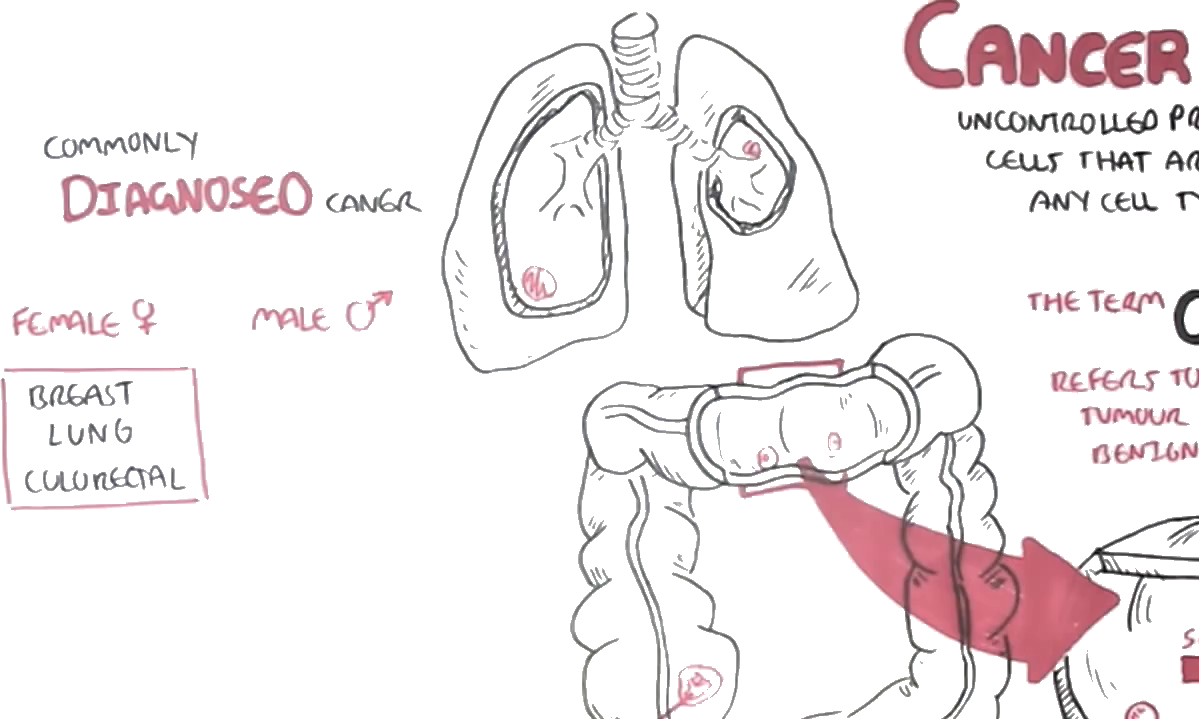 COMMONLY
DIAGNOSED CANER
FEMALE ♀
MALE ♂
BREAST
LUNG
COLORECTAL
CANCER
UNCONTROLLED PR
CELLS THAT AR
ANY CELL T
THE TERM
REFERS TO
TUMOUR
BENIGN